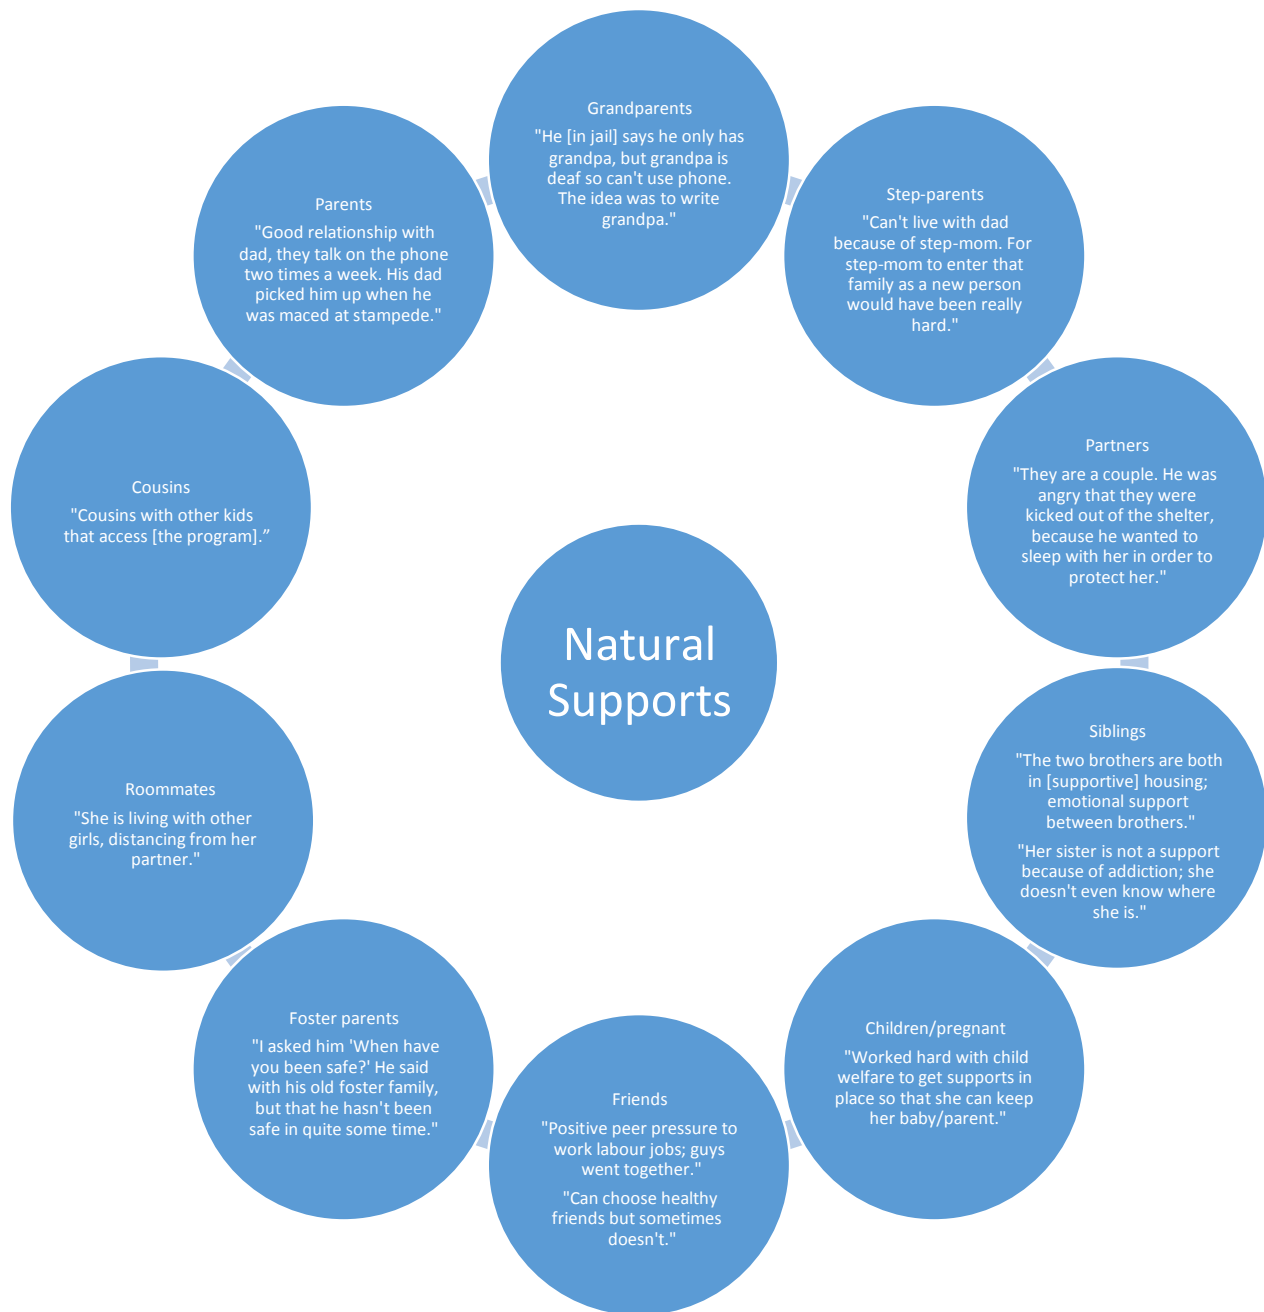 Grandparents
"He [in jail] says he only has
grandpa, but grandpa is
deaf so can't use phone.
The idea was to write
grandpa."
Step-parents
"Can't live with dad
because of step-mom. For
step-mom to enter that
family as a new person
would have been really
hard."
Partners
"They are a couple. He was
angry that they were
kicked out of the shelter,
because he wanted to
sleep with her in order to
protect her."
Siblings
"The two brothers are both
in [supportive] housing;
emotional support
between brothers."
"Her sister is not a support
because of addiction; she
doesn't even know where
she is."
Children/pregnant
"Worked hard with child
welfare to get supports in
place so that she can keep
her baby/parent."
Friends
"Positive peer pressure to
work labour jobs; guys
went together."
"Can choose healthy
friends but sometimes
doesn't."
Foster parents
"I asked him 'When have
you been safe?' He said
with his old foster family,
but that he hasn't been
safe in quite some time."
Roommates
"She is living with other
girls, distancing from her
partner."
Cousins
"Cousins with other kids
that access [the program].”
Parents
"Good relationship with
dad, they talk on the phone
two times a week. His dad
picked him up when he
was maced at stampede."
Natural
Supports